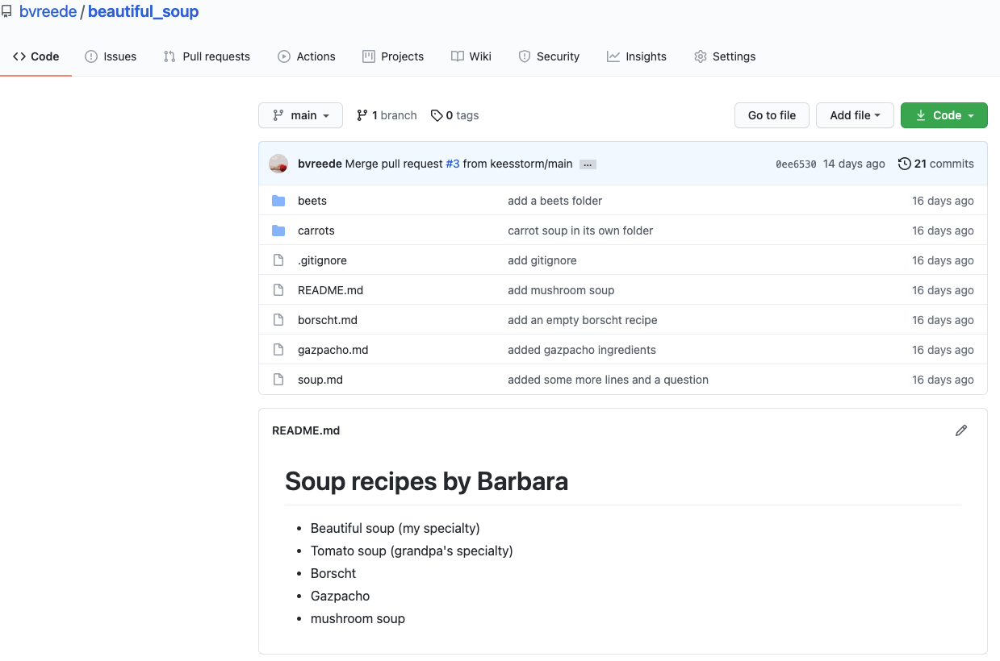 bvreede / beautiful_soup
Code Issues Pull requests Actions Projects Wiki Security Insights Settings
main 1 branch 0 tags Go to file Add file Code
bvreede Merge pull request #3 from keesstorm/main ... 0ee6530 14 days ago 21 commits
beets add a beets folder 16 days ago
carrots carrot soup in its own folder 16 days ago
.gitignore add gitignore 16 days ago
README.md add mushroom soup 16 days ago
borscht.md add an empty borscht recipe 16 days ago
gazpacho.md added gazpacho ingredients 16 days ago
soup.md added some more lines and a question 16 days ago
README.md
Soup recipes by Barbara
• Beautiful soup (my specialty)
• Tomato soup (grandpa's specialty)
• Borscht
• Gazpacho
• mushroom soup